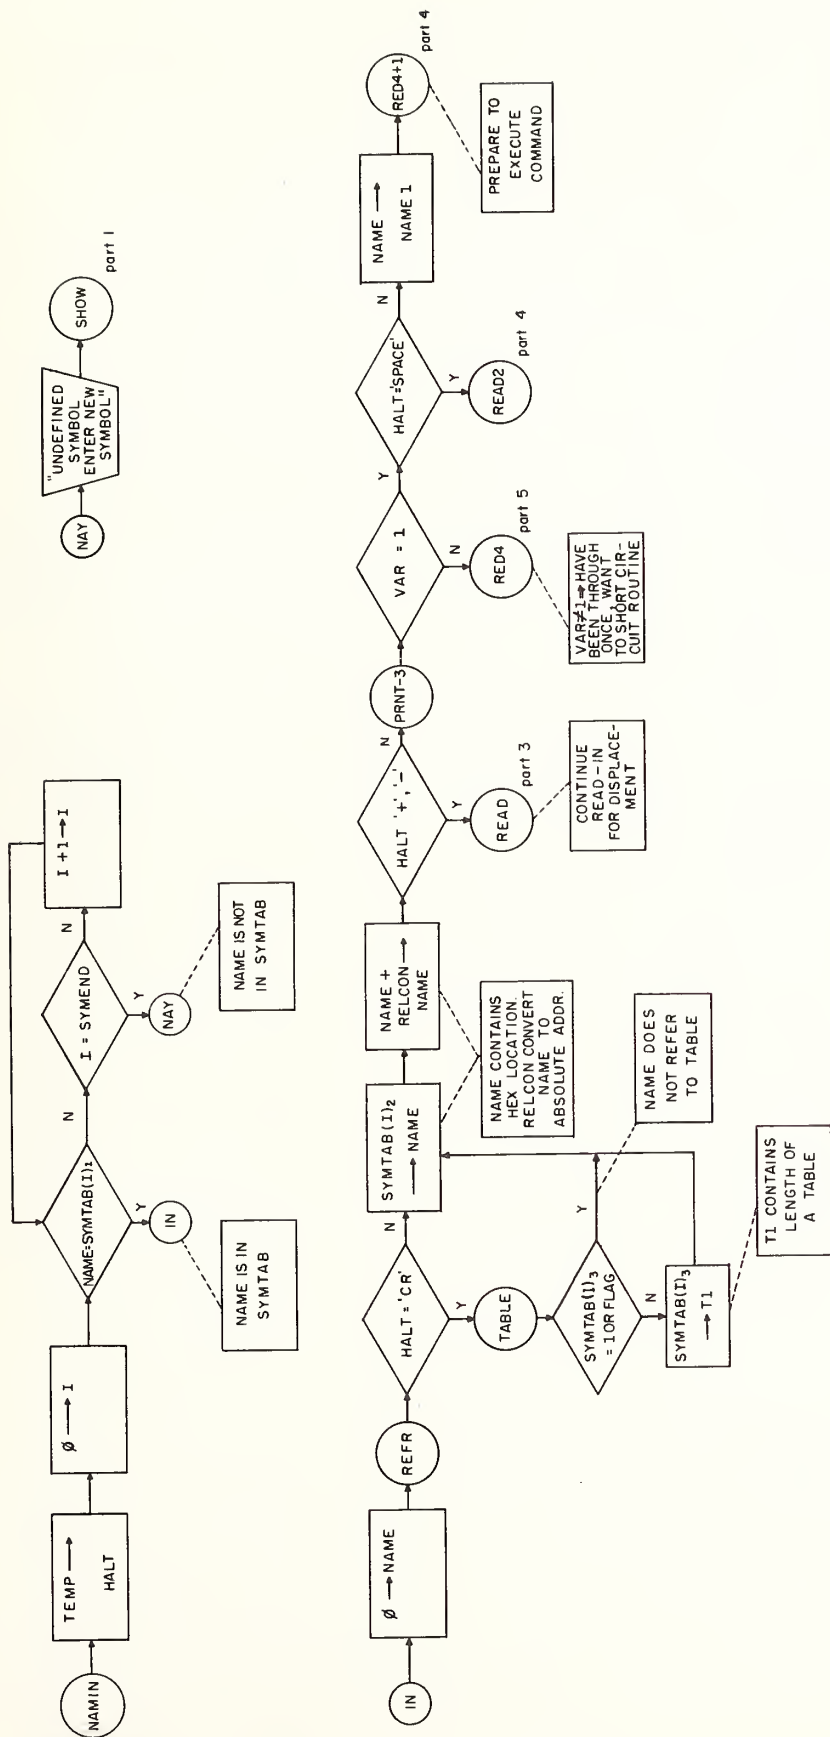 NAMIN
TEMP →
HALT
Ø → I
NAME=SYMTAB(I)₂
Y
IN
NAME IS IN
SYMTAB
N
I = SYMEND
Y
NAY
NAME IS NOT
IN SYMTAB
N
I +1→I
NAY
"UNDEFINED
SYMBOL
ENTER NEW
SYMBOL"
SHOW
part 1
IN
Ø → NAME
REFR
HALT='CR'
Y
TABLE
SYMTAB(I)₃
= 1 OR FLAG
N
SYMTAB(I)₃
→ T1
T1 CONTAINS
LENGTH OF
A TABLE
Y
NAME DOES
NOT REFER
TO TABLE
N
SYMTAB(I)₂
→ NAME
NAME +
RELCON →
NAME
NAME CONTAINS
HEX LOCATION.
RELCON CONVERT
NAME TO
ABSOLUTE ADDR.
HALT '+','-'
Y
READ
part 3
CONTINUE
READ-IN
FOR DISPLACE-
MENT
N
PRNT-3
VAR = 1
N
RED4
part 5
VAR≠1⇒HAVE
BEEN THROUGH
ONCE, WANT
TO SHORT CIR-
CUIT ROUTINE
Y
HALT='SPACE'
Y
READ2
part 4
N
NAME →
NAME 1
RED4+1
part 4
PREPARE TO
EXECUTE
COMMAND